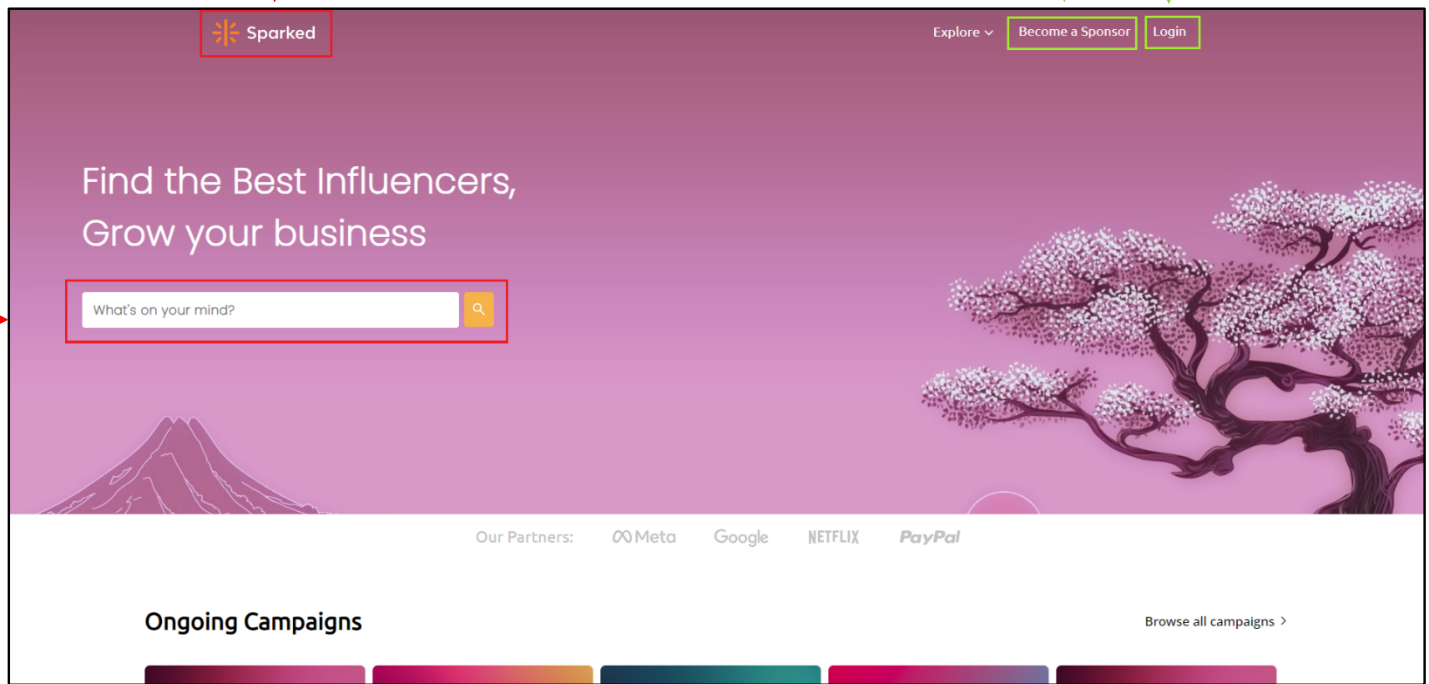 Sparked
Explore
Become a Sponsor
Login
Find the Best Influencers,
Grow your business
What's on your mind?
Our Partners:
Meta
Google
NETFLIX
PayPal
Ongoing Campaigns
Browse all campaigns >